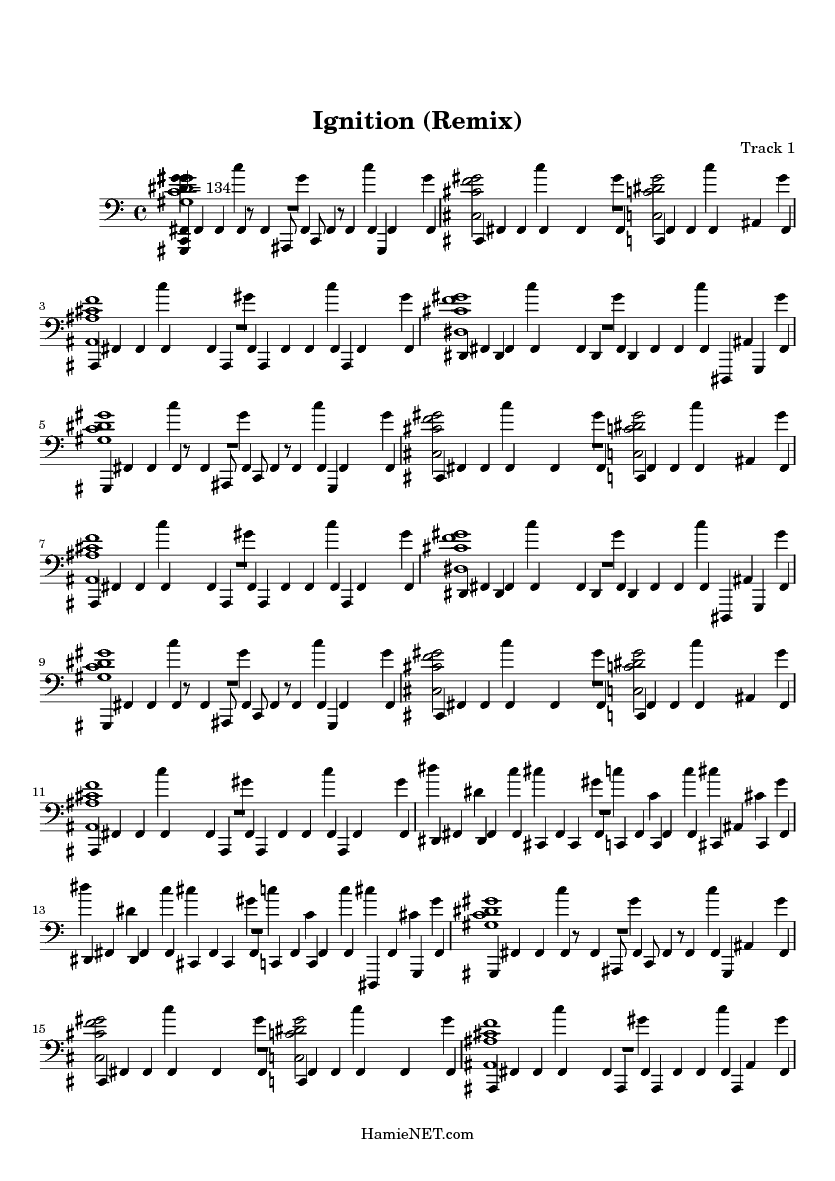 Ignition (Remix)
Track 1
= 134
3
5
7
9
11
13
15
HamieNET.com